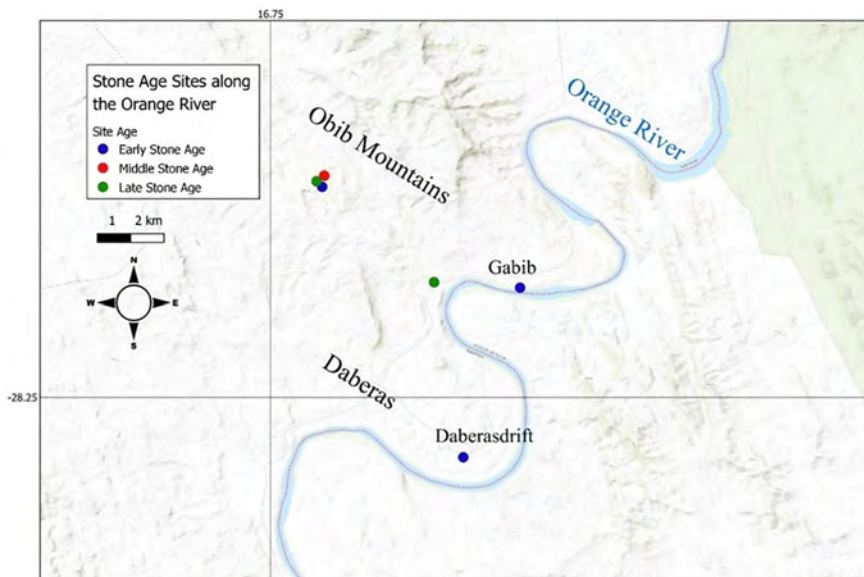 16.75
Stone Age Sites along
the Orange River
Site Age
Early Stone Age
Middle Stone Age
Late Stone Age
1 2 km
N
W E
S
Obib Mountains
Orange River
Gabib
Daberas
-28.25
Daberasdrift